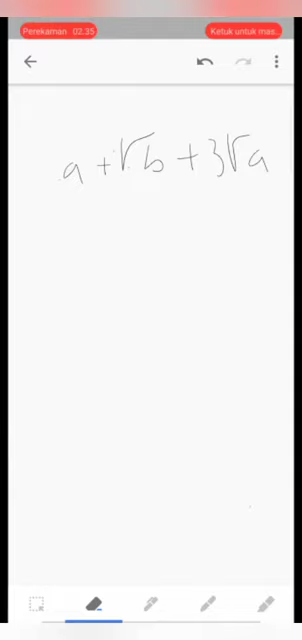 Perekaman 02.35
Ketuk untuk mas..
a + √b + 3√a